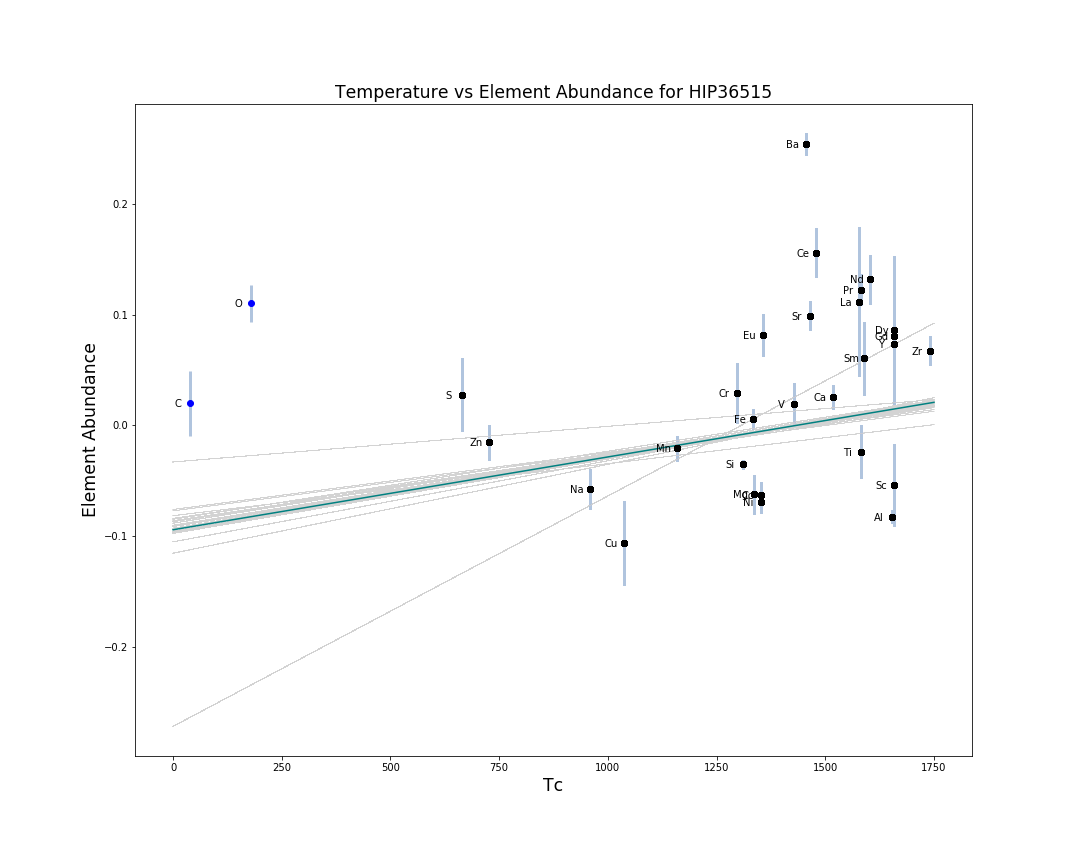 Temperature vs Element Abundance for HIP36515
Element Abundance
0.2
0.1
0.0
−0.1
−0.2
Ba
Ce
Nd
Pr
La
O
Sr
Eu
Dy
Gd
Y
Sm
Zr
C
S
Cr
V
Ca
Fe
Zn
Mn
Si
Ti
Na
Mg
Ni
Sc
Al
Cu
0
250
500
750
1000
1250
1500
1750
Tc